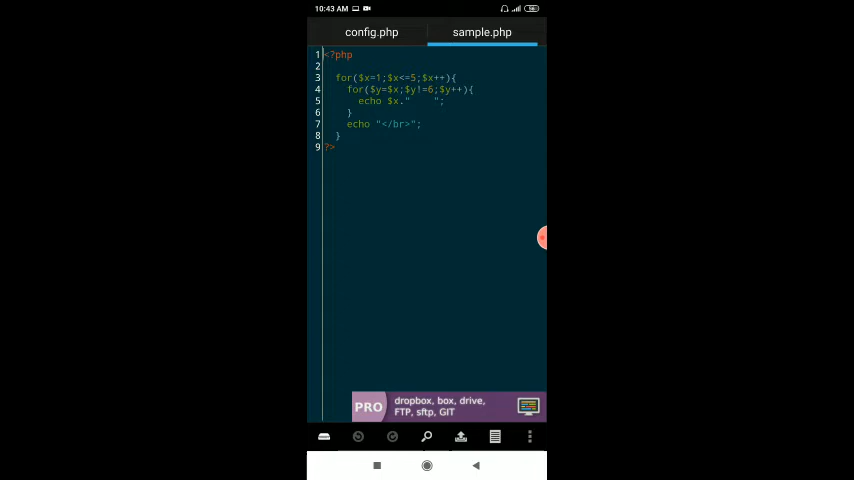 10:43 AM 58
config.php sample.php
1 <?php
2
3 for($x=1;$x<=5;$x++){
4 for($y=$x;$y!=6;$y++){
5 echo $x."    ";
6 }
7 echo "</br>";
8 }
9 ?>
PRO dropbox, box, drive,
FTP, sftp, GIT